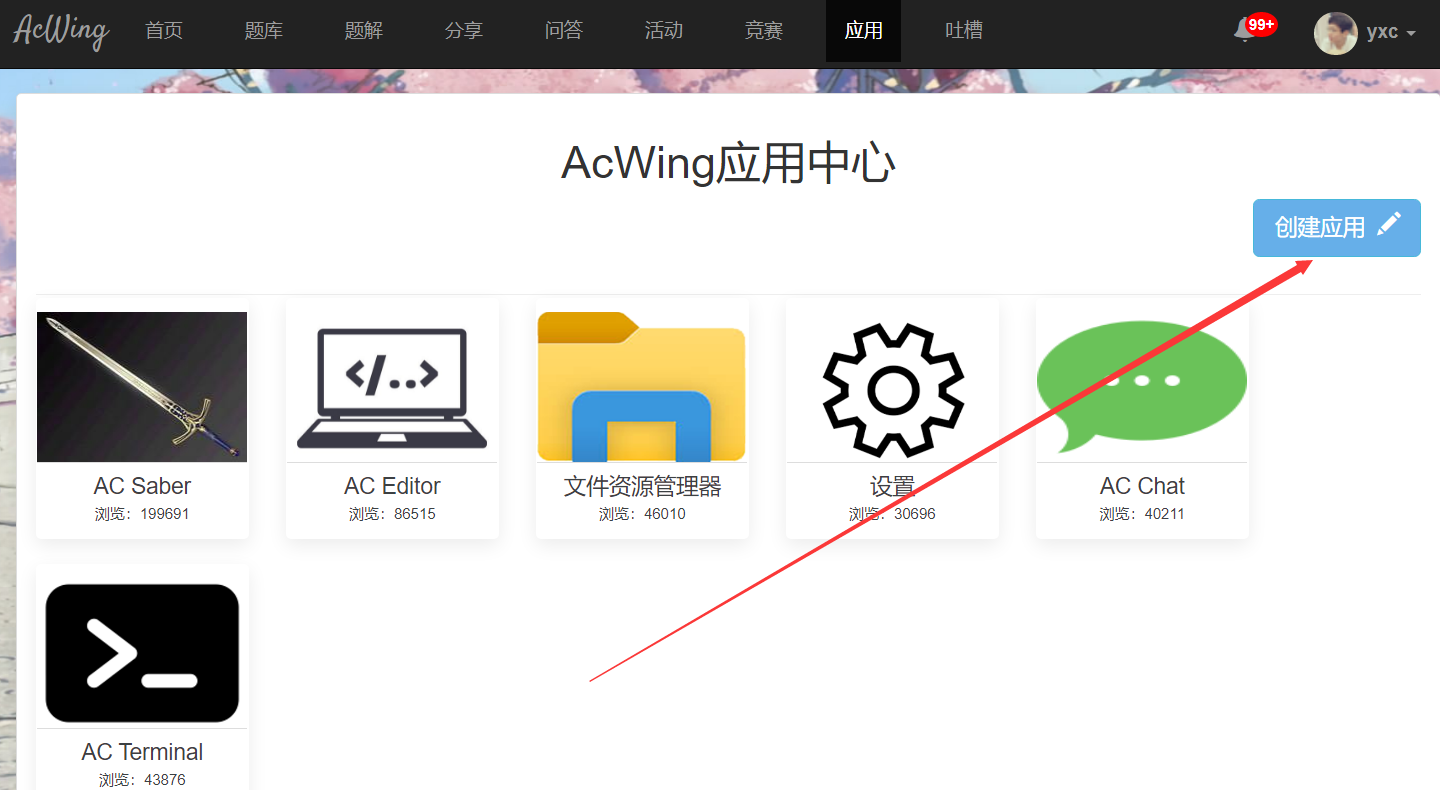 AcWing 首页 题库 题解 分享 问答 活动 竞赛 应用 吐槽 99+ yxc
AcWing应用中心
创建应用
</..>
AC Saber AC Editor 文件资源管理器 设置 AC Chat
浏览：199691 浏览：86515 浏览：46010 浏览：30696 浏览：40211
>_
AC Terminal
浏览：43876